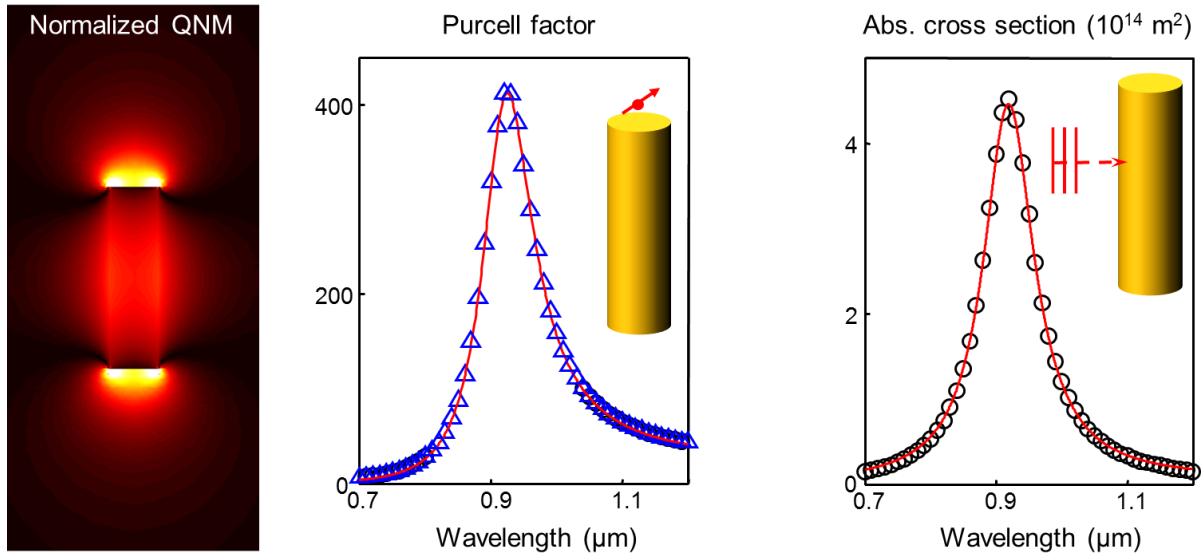 Normalized QNM
Purcell factor
400
200
0
0.7
0.9
1.1
Wavelength (μm)
Abs. cross section (10¹⁴ m²)
4
2
0
0.7
0.9
1.1
Wavelength (μm)